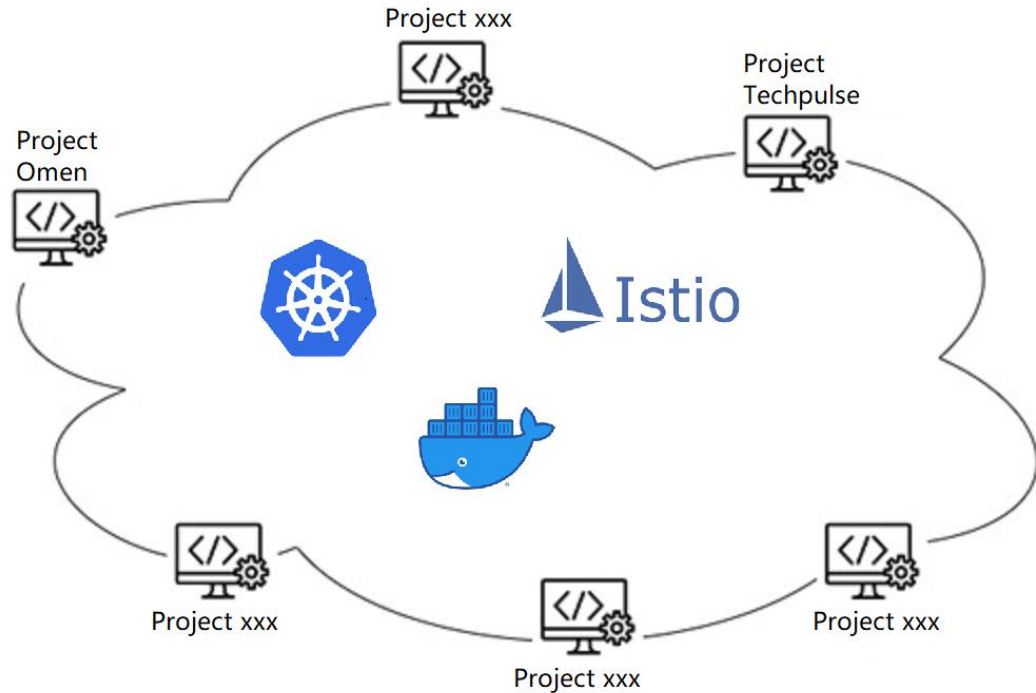 Project xxx
Project
Techpulse
Project
Omen
</>
</>
</>
Istio
</>
</>
</>
Project xxx
Project xxx
Project xxx